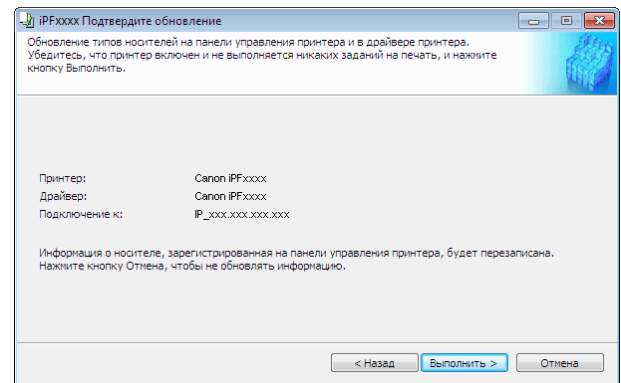 iPFxxxx Подтвердите обновление
Обновление типов носителей на панели управления принтера и в драйвере принтера.
Убедитесь, что принтер включен и не выполняется никаких заданий на печать, и нажмите
кнопку Выполнить.
Принтер: Canon iPFxxxx
Драйвер: Canon iPFxxxx
Подключение к: IP_xxx.xxx.xxx.xxx
Информация о носителе, зарегистрированная на панели управления принтера, будет перезаписана.
Нажмите кнопку Отмена, чтобы не обновлять информацию.
< Назад Выполнить > Отмена